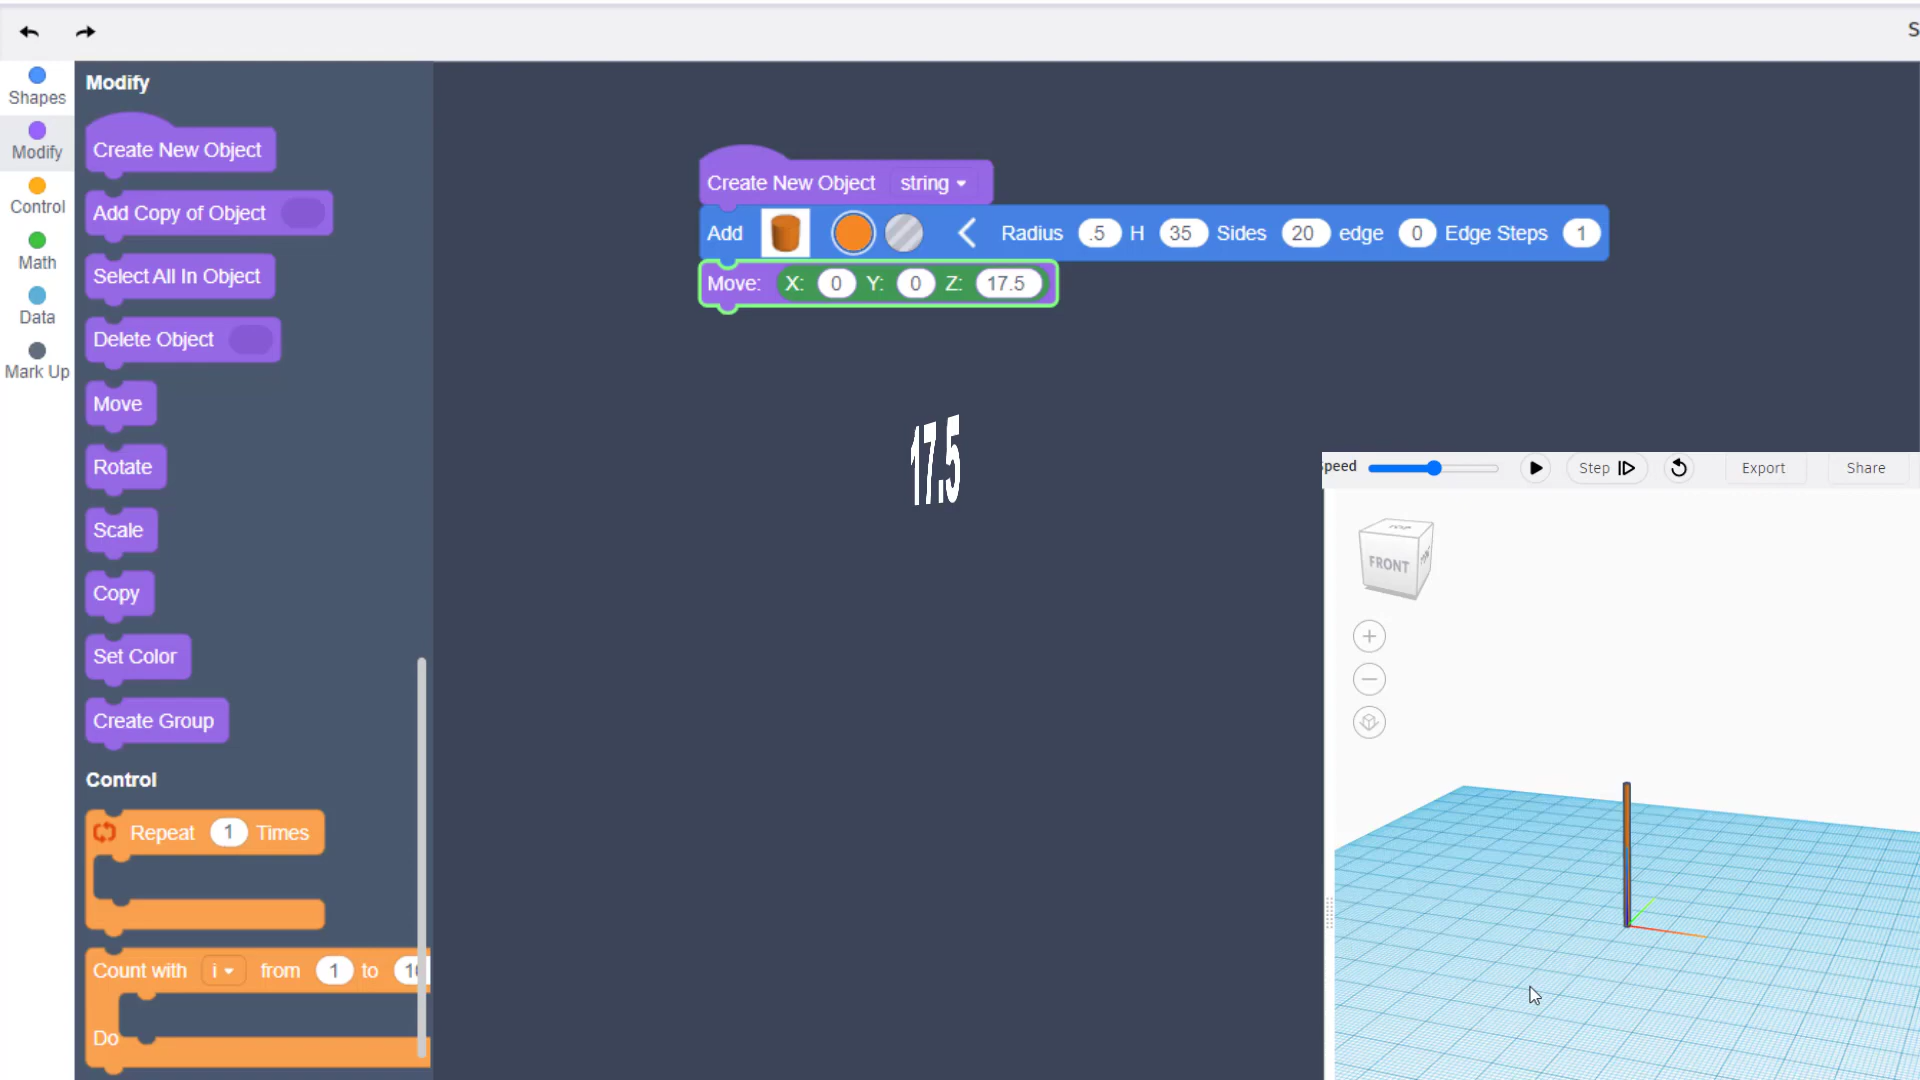 S
Shapes
Modify
Control
Math
Data
Mark Up
Modify
Create New Object
Add Copy of Object
Select All In Object
Delete Object
Move
Rotate
Scale
Copy
Set Color
Create Group
Control
Repeat 1 Times
Count with i from 1 to 10
Do
Create New Object string
Add Radius .5 H 35 Sides 20 edge 0 Edge Steps 1
Move: X: 0 Y: 0 Z: 17.5
17.5
peed Step Export Share
TOP
FRONT